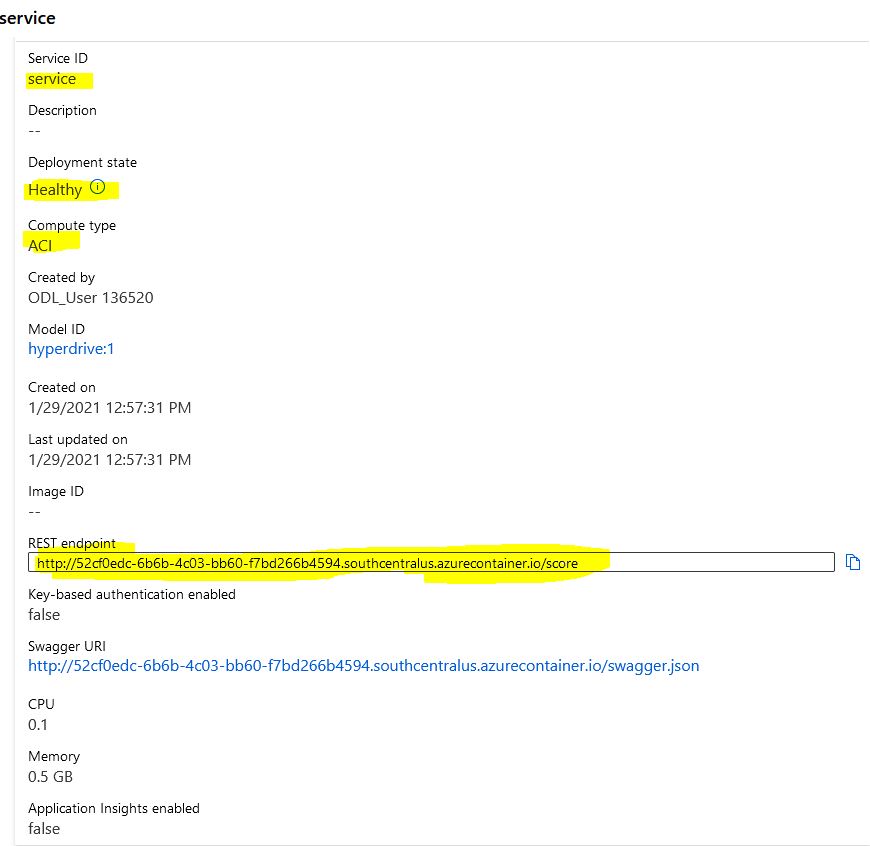 service
Service ID
service
Description
--
Deployment state
Healthy
Compute type
ACI
Created by
ODL_User 136520
Model ID
hyperdrive:1
Created on
1/29/2021 12:57:31 PM
Last updated on
1/29/2021 12:57:31 PM
Image ID
--
REST endpoint
http://52cf0edc-6b6b-4c03-bb60-f7bd266b4594.southcentralus.azurecontainer.io/score
Key-based authentication enabled
false
Swagger URI
http://52cf0edc-6b6b-4c03-bb60-f7bd266b4594.southcentralus.azurecontainer.io/swagger.json
CPU
0.1
Memory
0.5 GB
Application Insights enabled
false